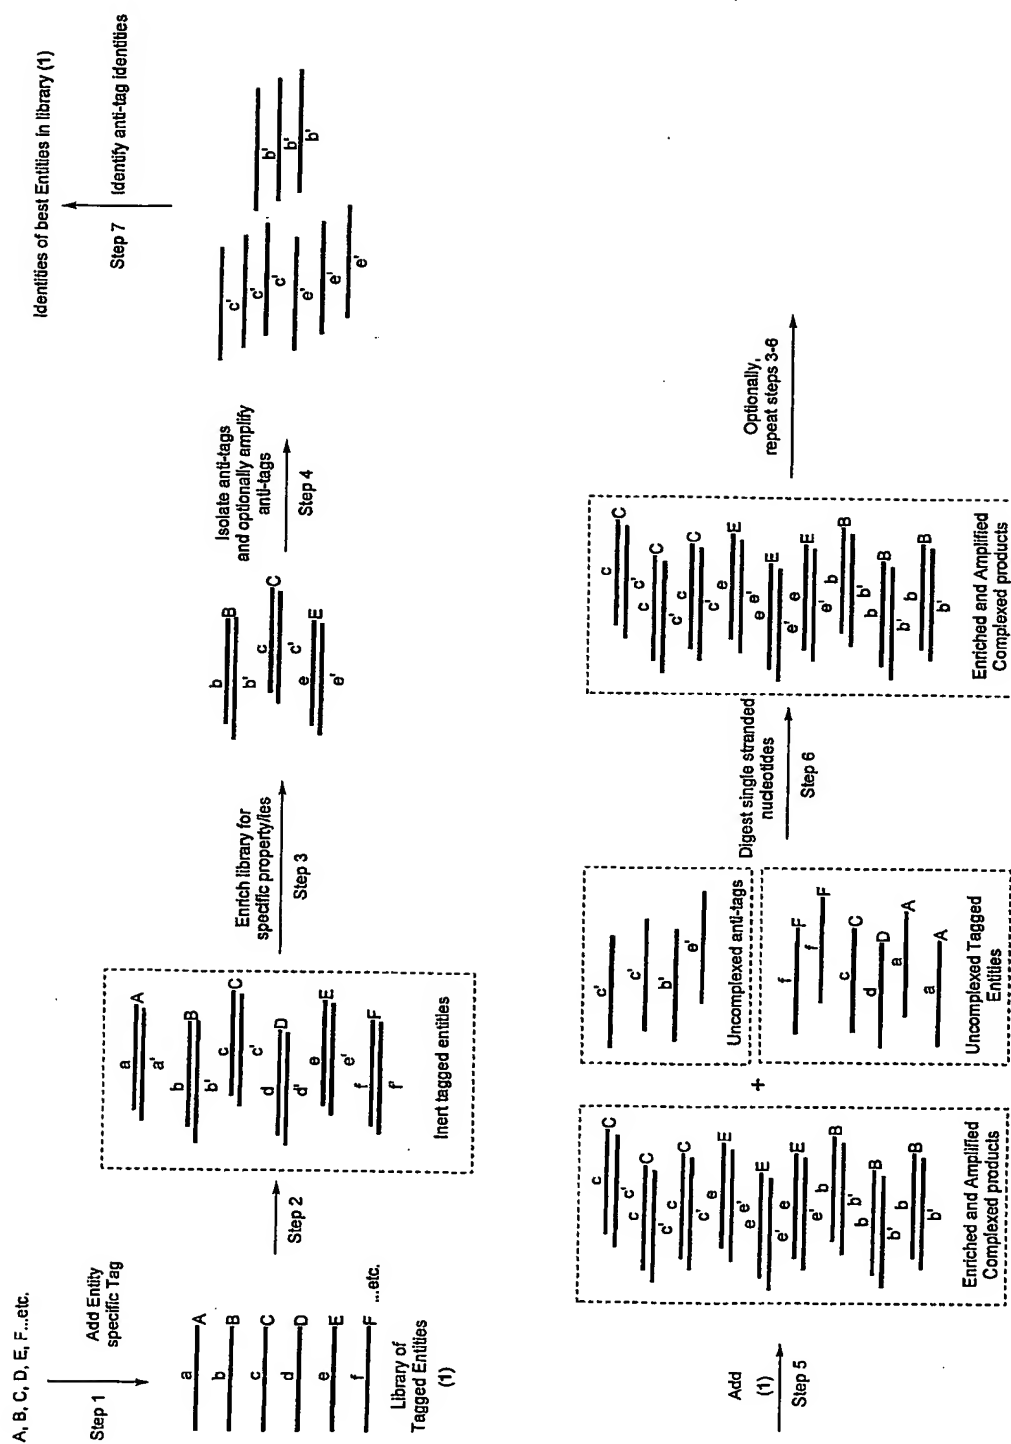 A, B, C, D, E, F...etc.
Step 1
Add Entity
specific Tag
a
A
b
B
c
C
d
D
e
E
f
F
...etc.
Library of
Tagged Entities
(1)
Step 2
a
A
a'
b
B
b'
c
C
c'
d
D
d'
e
E
e'
f
F
f'
Inert tagged entities
Enrich library for
specific property/ies
Step 3
b
B
b'
c
C
c'
e
E
e'
Isolate anti-tags
and optionally amplify
anti-tags
Step 4
c'
c'
c'
e'
e'
e'
b'
b'
b'
Step 7
Identify anti-tag identities
Identities of best Entities in library (1)
Add
(1)
Step 5
c
C
c'
c
C
c'
c
C
c'
e
E
e'
e
E
e'
e
E
e'
b
B
b'
b
B
b'
b
B
b'
Enriched and Amplified
Complexed products
+
c'
c'
b'
e'
Uncomplexed anti-tags
f
F
f
F
c
C
d
D
a
A
a
A
Uncomplexed Tagged
Entities
Digest single stranded
nucleotides
Step 6
c
C
c'
c
C
c'
c
C
c'
e
E
e'
e
E
e'
e
E
e'
b
B
b'
b
B
b'
b
B
b'
Enriched and Amplified
Complexed products
Optionally,
repeat steps 3-6